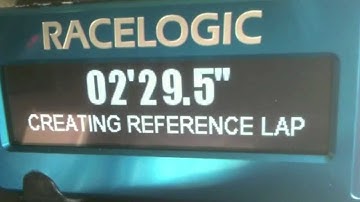 RACELOGIC
02'29.5"
CREATING REFERENCE LAP